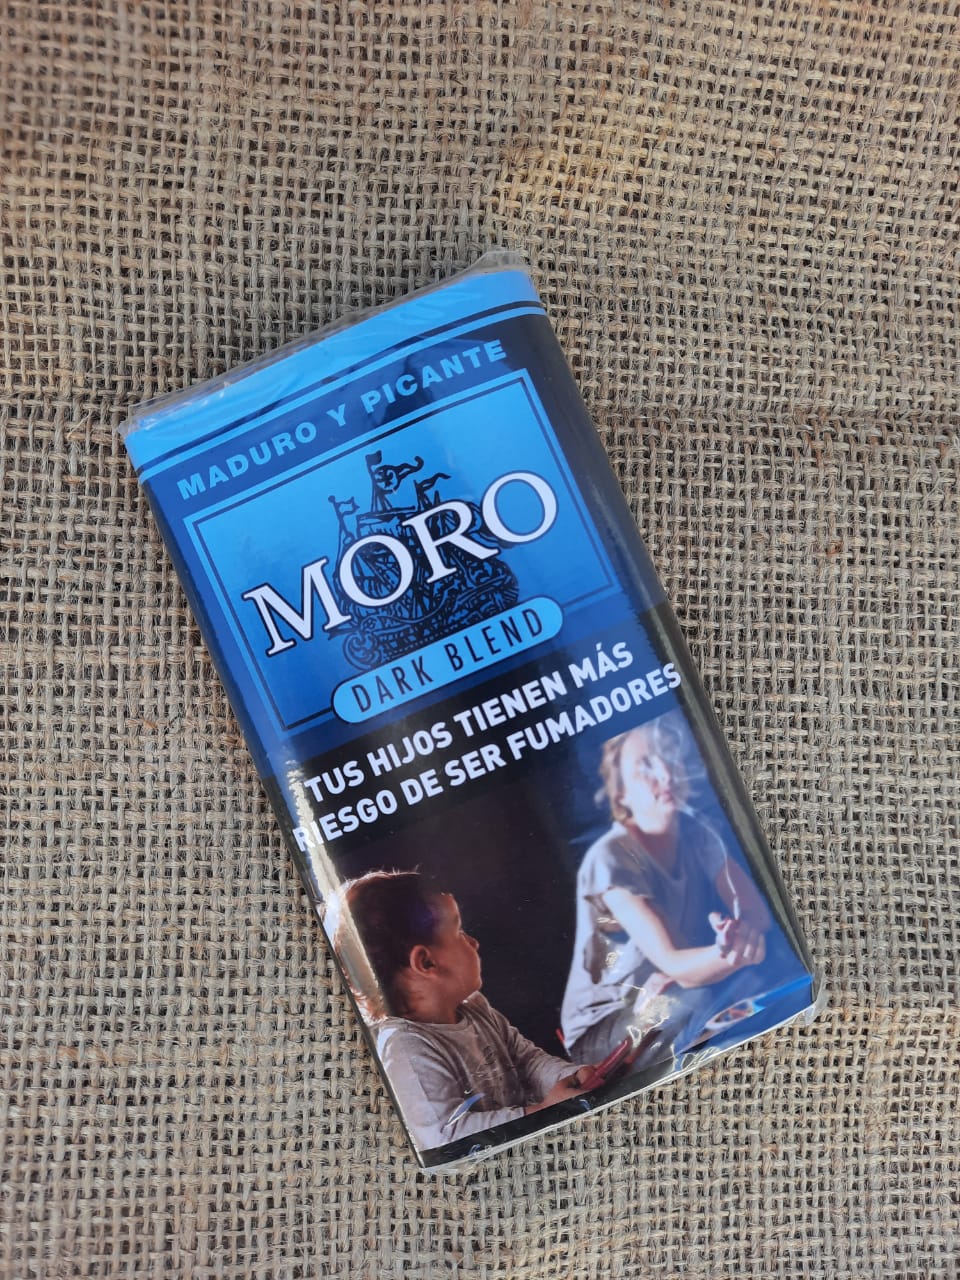 MADURO Y PICANTE
MORO
DARK BLEND
TUS HIJOS TIENEN MÁS
RIESGO DE SER FUMADORES